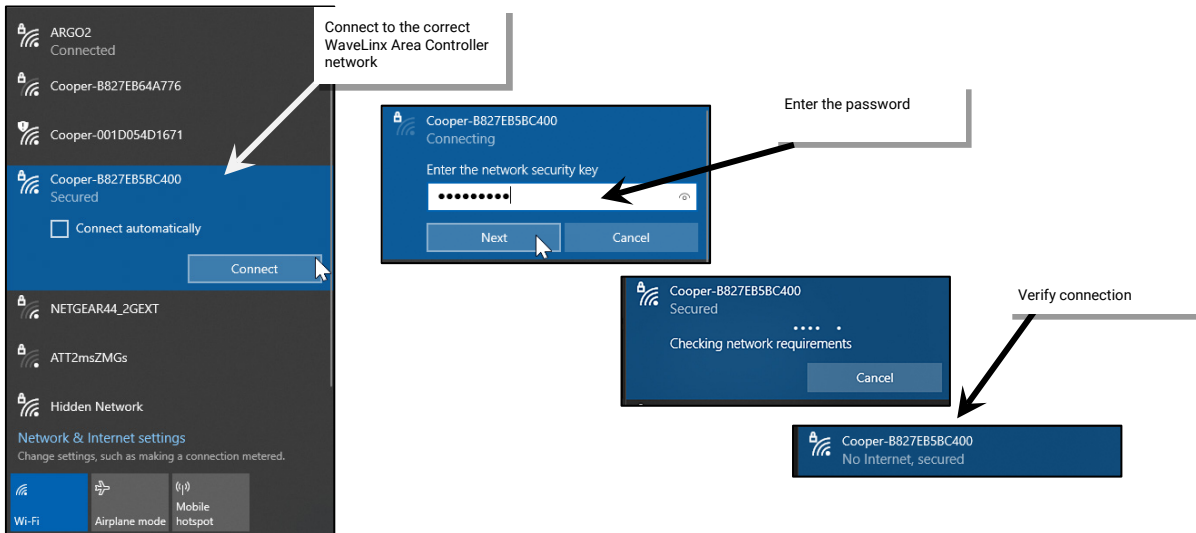 ARGO2
Connected
Cooper-B827EB64A776
Cooper-001D054D1671
Cooper-B827EB5BC400
Secured
Connect automatically
Connect
NETGEAR44_2GEXT
ATT2msZMGs
Hidden Network
Network & Internet settings
Change settings, such as making a connection metered.
Wi-Fi
Airplane mode
Mobile
hotspot
Connect to the correct
WaveLinx Area Controller
network
Cooper-B827EB5BC400
Connecting
Enter the network security key
Next
Cancel
Enter the password
Cooper-B827EB5BC400
Secured
Checking network requirements
Cancel
Verify connection
Cooper-B827EB5BC400
No Internet, secured